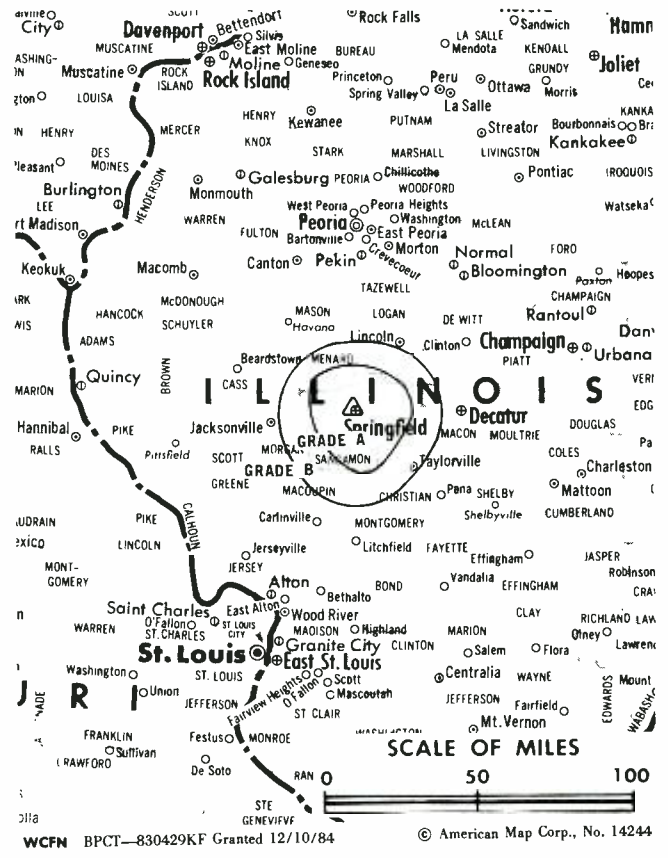 SCOTT
City
Davenport
Bettendorf
Silvis
Rock Falls
Sandwich
MUSCATINE
East Moline
BUREAU
LA SALLE
Mendota
KENDALL
Moline
Geneseo
GRUNDY
Joliet
Muscatine
ROCK
ISLAND
Rock Island
Princeton
Peru
Ottawa
Morris
Spring Valley
La Salle
LOUISA
HENRY
PUTNAM
Kewanee
MERCER
KNOX
Streator
Bourbonnais
Kankakee
HENRY
DES
MOINES
STARK
MARSHALL
LIVINGSTON
Galesburg
PEORIA
Chillicothe
Pontiac
IROQUOIS
Burlington
HENDERSON
Monmouth
WOODFORD
LEE
West Peoria
Peoria Heights
Watseka
WARREN
Peoria
Washington
McLEAN
rt Madison
FULTON
East Peoria
Bartonville
Morton
Normal
FORD
Keokuk
Macomb
Canton
Pekin
Crevecoeur
Bloomington
Paxton
Hoopes
TAZEWELL
McDONOUGH
CHAMPAIGN
HANCOCK
MASON
LOGAN
Rantoul
SCHUYLER
Havana
DE WITT
ADAMS
Lincoln
Clinton
Champaign
Urbana
Beardstown
MENARD
PIATT
Quincy
BROWN
CASS
MARION
ILLINOIS
Hannibal
PIKE
Jacksonville
Springfield
Decatur
DOUGLAS
RALLS
GRADE A
MACON
MOULTRIE
Pittsfield
SCOTT
MORGAN
SANGAMON
Taylorville
COLES
GRADE B
Charleston
GREENE
MACOUPIN
CHRISTIAN
Pana
SHELBY
Mattoon
PIKE
CALHOUN
Carlinville
MONTGOMERY
Shelbyville
CUMBERLAND
LINCOLN
Jerseyville
Litchfield
FAYETTE
Effingham
JASPER
MONT-
GOMERY
JERSEY
Vandalia
Robinson
Alton
BOND
EFFINGHAM
Saint Charles
East Alton
Bethalto
O'Fallon
ST. LOUIS
CITY
Wood River
CLAY
WARREN
ST. CHARLES
MADISON
Highland
MARION
RICHLAND
Olney
Granite City
CLINTON
Salem
Flora
St. Louis
East St. Louis
Washington
ST. LOUIS
Scott
Centralia
WAYNE
Union
Fairview Heights
O'Fallon
Mascoutah
JEFFERSON
JEFFERSON
Fairfield
EDWARDS
WABASH
ST CLAIR
Mt. Vernon
FRANKLIN
Festus
MONROE
WASHINGTON
Sullivan
SCALE OF MILES
De Soto
RAN
0 50 100
STE
GENEVIEVE
WCFN BPCT—830429KF Granted 12/10/84
© American Map Corp., No. 14244